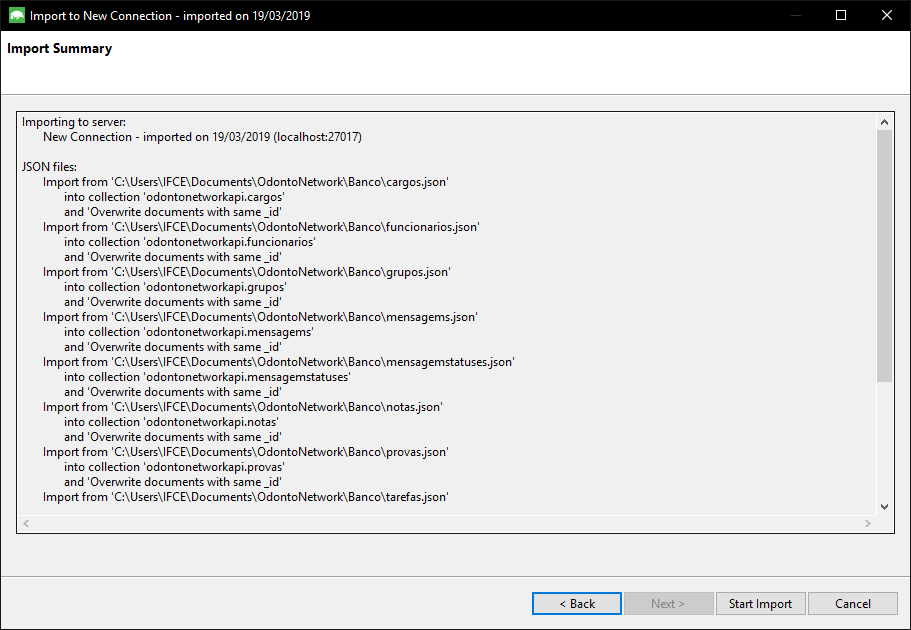 Import to New Connection - imported on 19/03/2019
Import Summary
Importing to server:
New Connection - imported on 19/03/2019 (localhost:27017)
JSON files:
Import from 'C:\Users\IFCE\Documents\OdontoNetwork\Banco\cargos.json'
into collection 'odontonetworkapi.cargos'
and 'Overwrite documents with same _id'
Import from 'C:\Users\IFCE\Documents\OdontoNetwork\Banco\funcionarios.json'
into collection 'odontonetworkapi.funcionarios'
and 'Overwrite documents with same _id'
Import from 'C:\Users\IFCE\Documents\OdontoNetwork\Banco\grupos.json'
into collection 'odontonetworkapi.grupos'
and 'Overwrite documents with same _id'
Import from 'C:\Users\IFCE\Documents\OdontoNetwork\Banco\mensagems.json'
into collection 'odontonetworkapi.mensagems'
and 'Overwrite documents with same _id'
Import from 'C:\Users\IFCE\Documents\OdontoNetwork\Banco\mensagemstatuses.json'
into collection 'odontonetworkapi.mensagemstatuses'
and 'Overwrite documents with same _id'
Import from 'C:\Users\IFCE\Documents\OdontoNetwork\Banco\notas.json'
into collection 'odontonetworkapi.notas'
and 'Overwrite documents with same _id'
Import from 'C:\Users\IFCE\Documents\OdontoNetwork\Banco\provas.json'
into collection 'odontonetworkapi.provas'
and 'Overwrite documents with same _id'
Import from 'C:\Users\IFCE\Documents\OdontoNetwork\Banco\tarefas.json'
< Back Next > Start Import Cancel